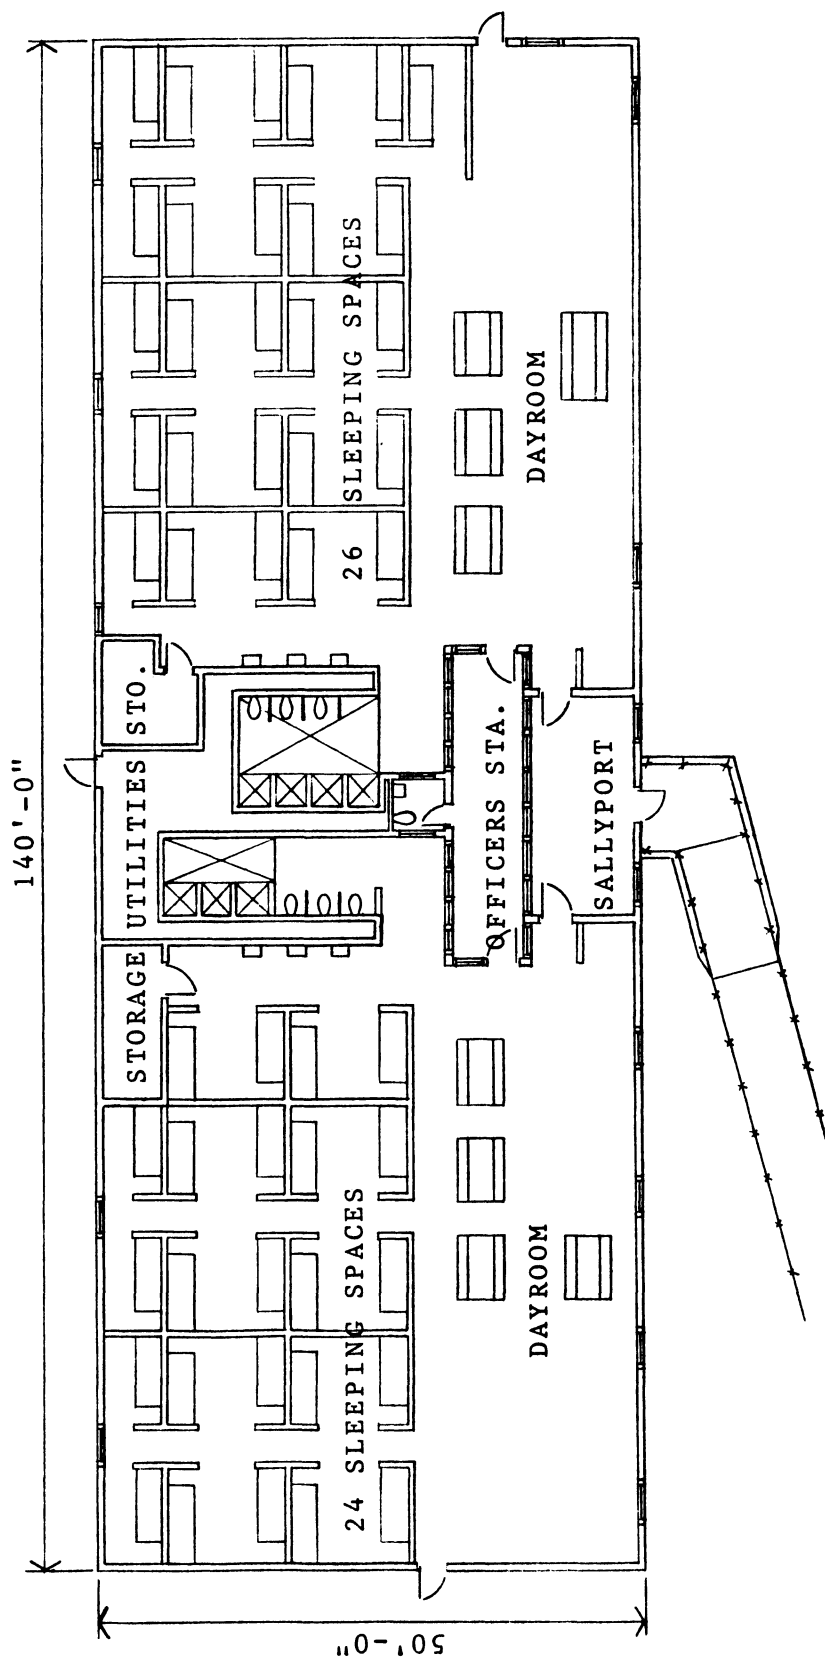 140'-0"
50'-0"
STORAGE
UTILITIES
STO.
24 SLEEPING SPACES
26 SLEEPING SPACES
OFFICERS STA.
DAYROOM
DAYROOM
SALLYPORT